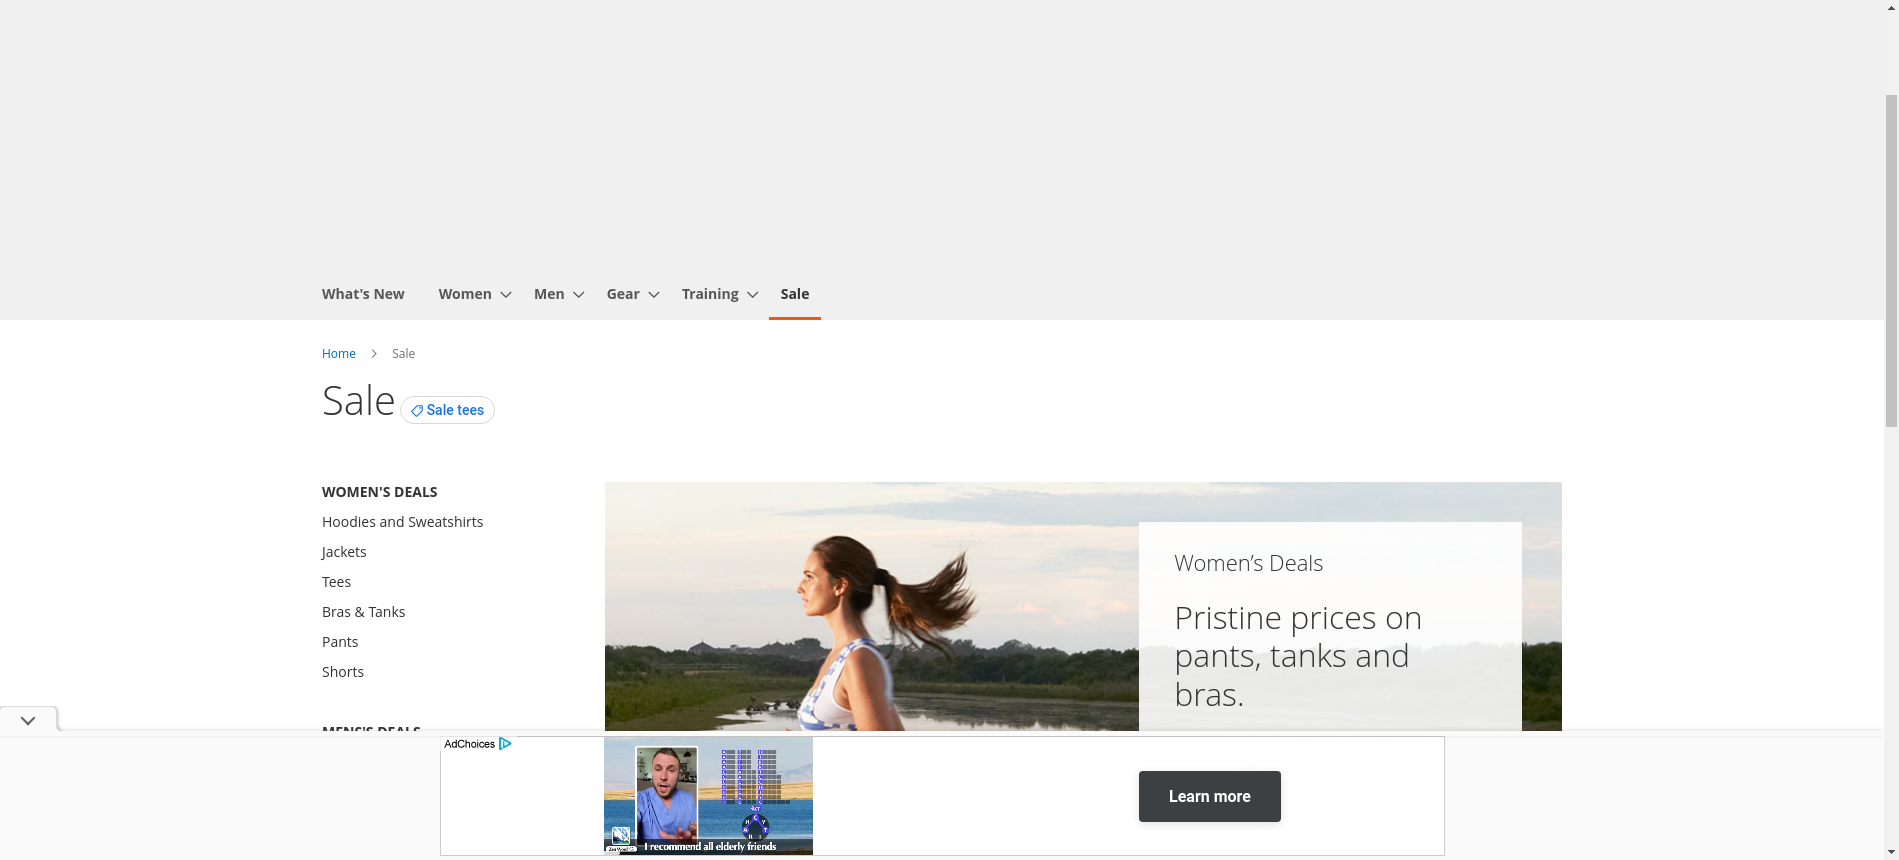 What's New
Women
Men
Gear
Training
Sale
Home
Sale
Sale
Sale tees
WOMEN'S DEALS
Hoodies and Sweatshirts
Jackets
Tees
Bras & Tanks
Pants
Shorts
Women's Deals
Pristine prices on
pants, tanks and
bras.
MENS'S DEALS
AdChoices
I recommend all elderly friends
Learn more